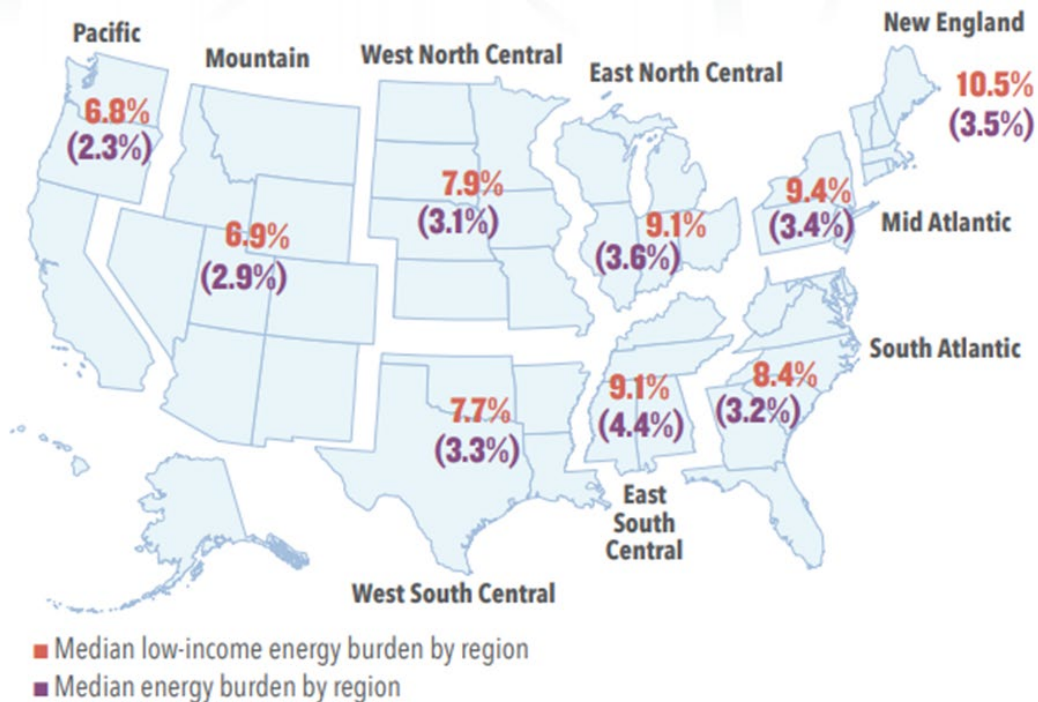 Pacific
6.8%
(2.3%)
Mountain
6.9%
(2.9%)
West North Central
7.9%
(3.1%)
East North Central
9.1%
(3.6%)
New England
10.5%
(3.5%)
9.4%
(3.4%)
Mid Atlantic
South Atlantic
8.4%
(3.2%)
9.1%
(4.4%)
East
South
Central
7.7%
(3.3%)
West South Central
Median low-income energy burden by region
Median energy burden by region